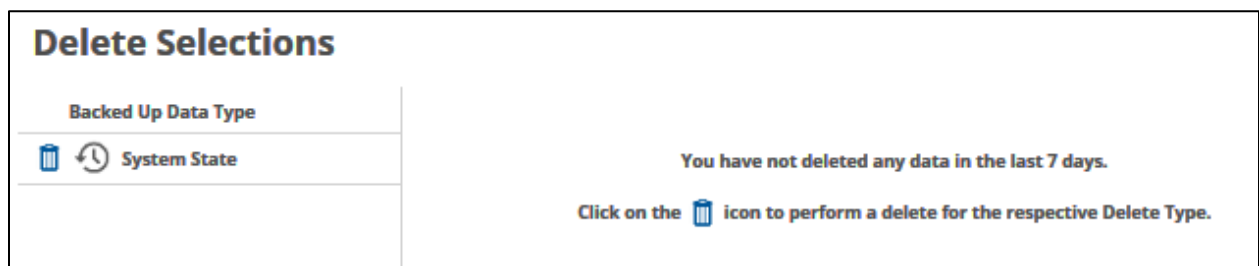 Delete Selections
Backed Up Data Type
System State
You have not deleted any data in the last 7 days.
Click on the icon to perform a delete for the respective Delete Type.